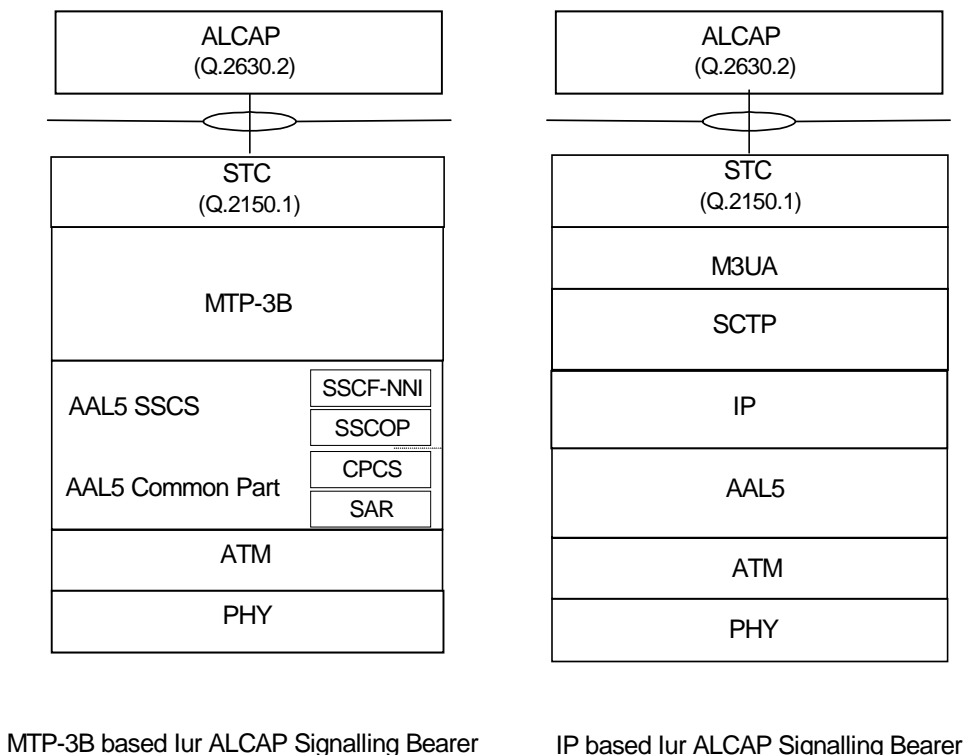 ALCAP
(Q.2630.2)
STC
(Q.2150.1)
MTP-3B
AAL5 SSCS
SSCF-NNI
SSCOP
AAL5 Common Part
CPCS
SAR
ATM
PHY
MTP-3B based Iur ALCAP Signalling Bearer
ALCAP
(Q.2630.2)
STC
(Q.2150.1)
M3UA
SCTP
IP
AAL5
ATM
PHY
IP based Iur ALCAP Signalling Bearer